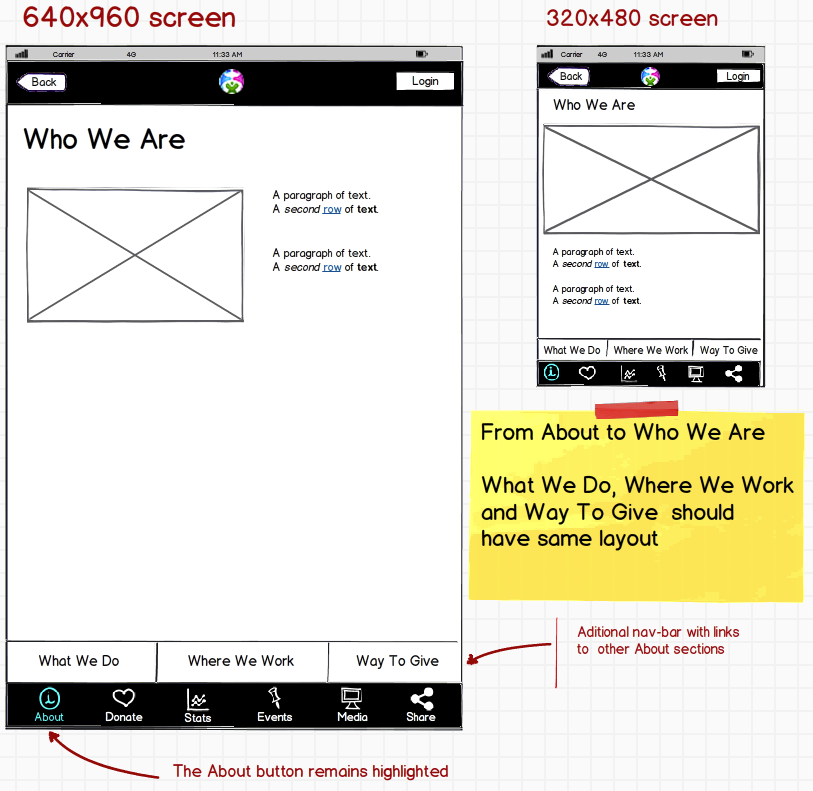 640x960 screen
Carrier 4G 11:33 AM
Back Login
Who We Are
A paragraph of text.
A second row of text.
A paragraph of text.
A second row of text.
What We Do Where We Work Way To Give
About Donate Stats Events Media Share
The About button remains highlighted
320x480 screen
Carrier 4G 11:33 AM
Back Login
Who We Are
A paragraph of text.
A second row of text.
A paragraph of text.
A second row of text.
What We Do Where We Work Way To Give
From About to Who We Are
What We Do, Where We Work
and Way To Give should
have same layout
Aditional nav-bar with links
to other About sections